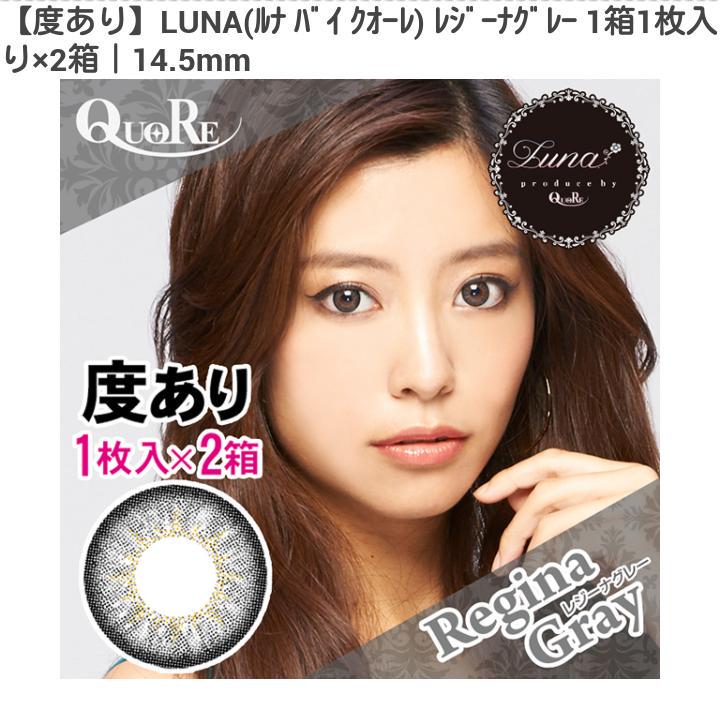 【度あり】LUNA(ﾙﾅ ﾊﾞｲ ｸｵｰﾚ) ﾚｼﾞｰﾅｸﾞﾚｰ 1箱1枚入
り×2箱｜14.5mm
QUORE
Luna
produce by
QUORE
度あり
1枚入×2箱
Regina
レジーナグレー
Gray